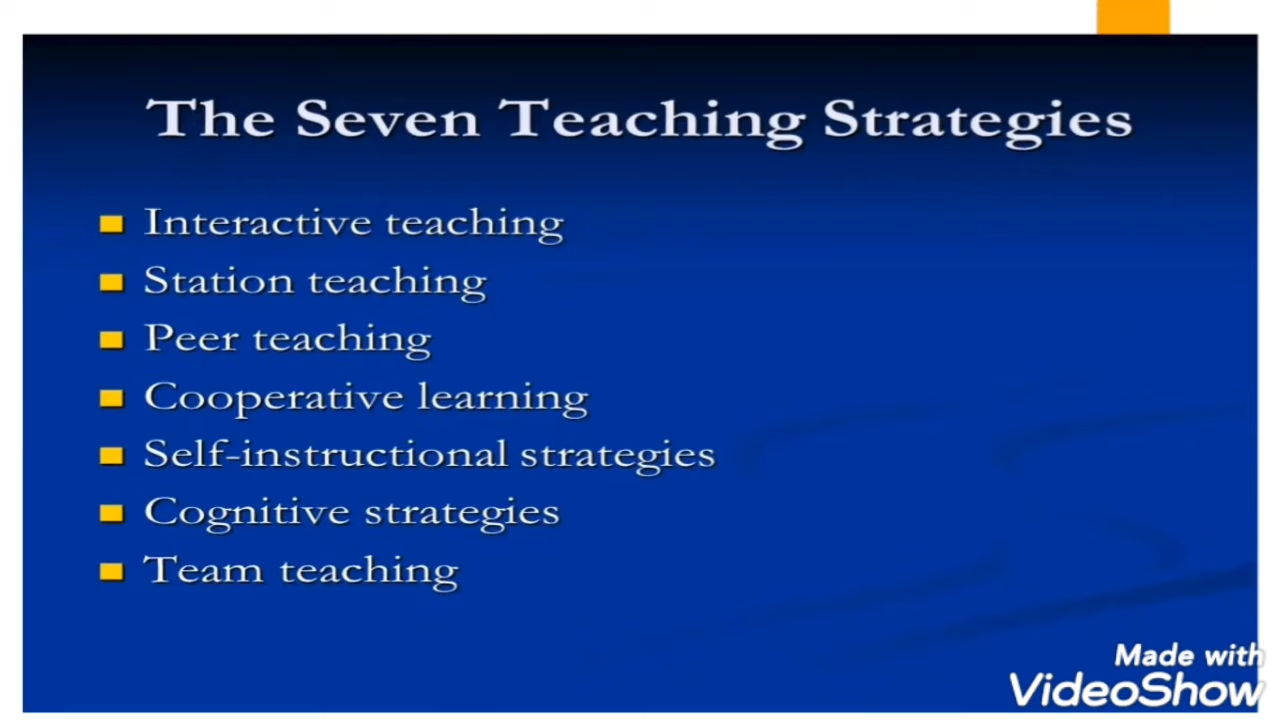 The Seven Teaching Strategies
Interactive teaching
Station teaching
Peer teaching
Cooperative learning
Self-instructional strategies
Cognitive strategies
Team teaching
Made with
VideoShow